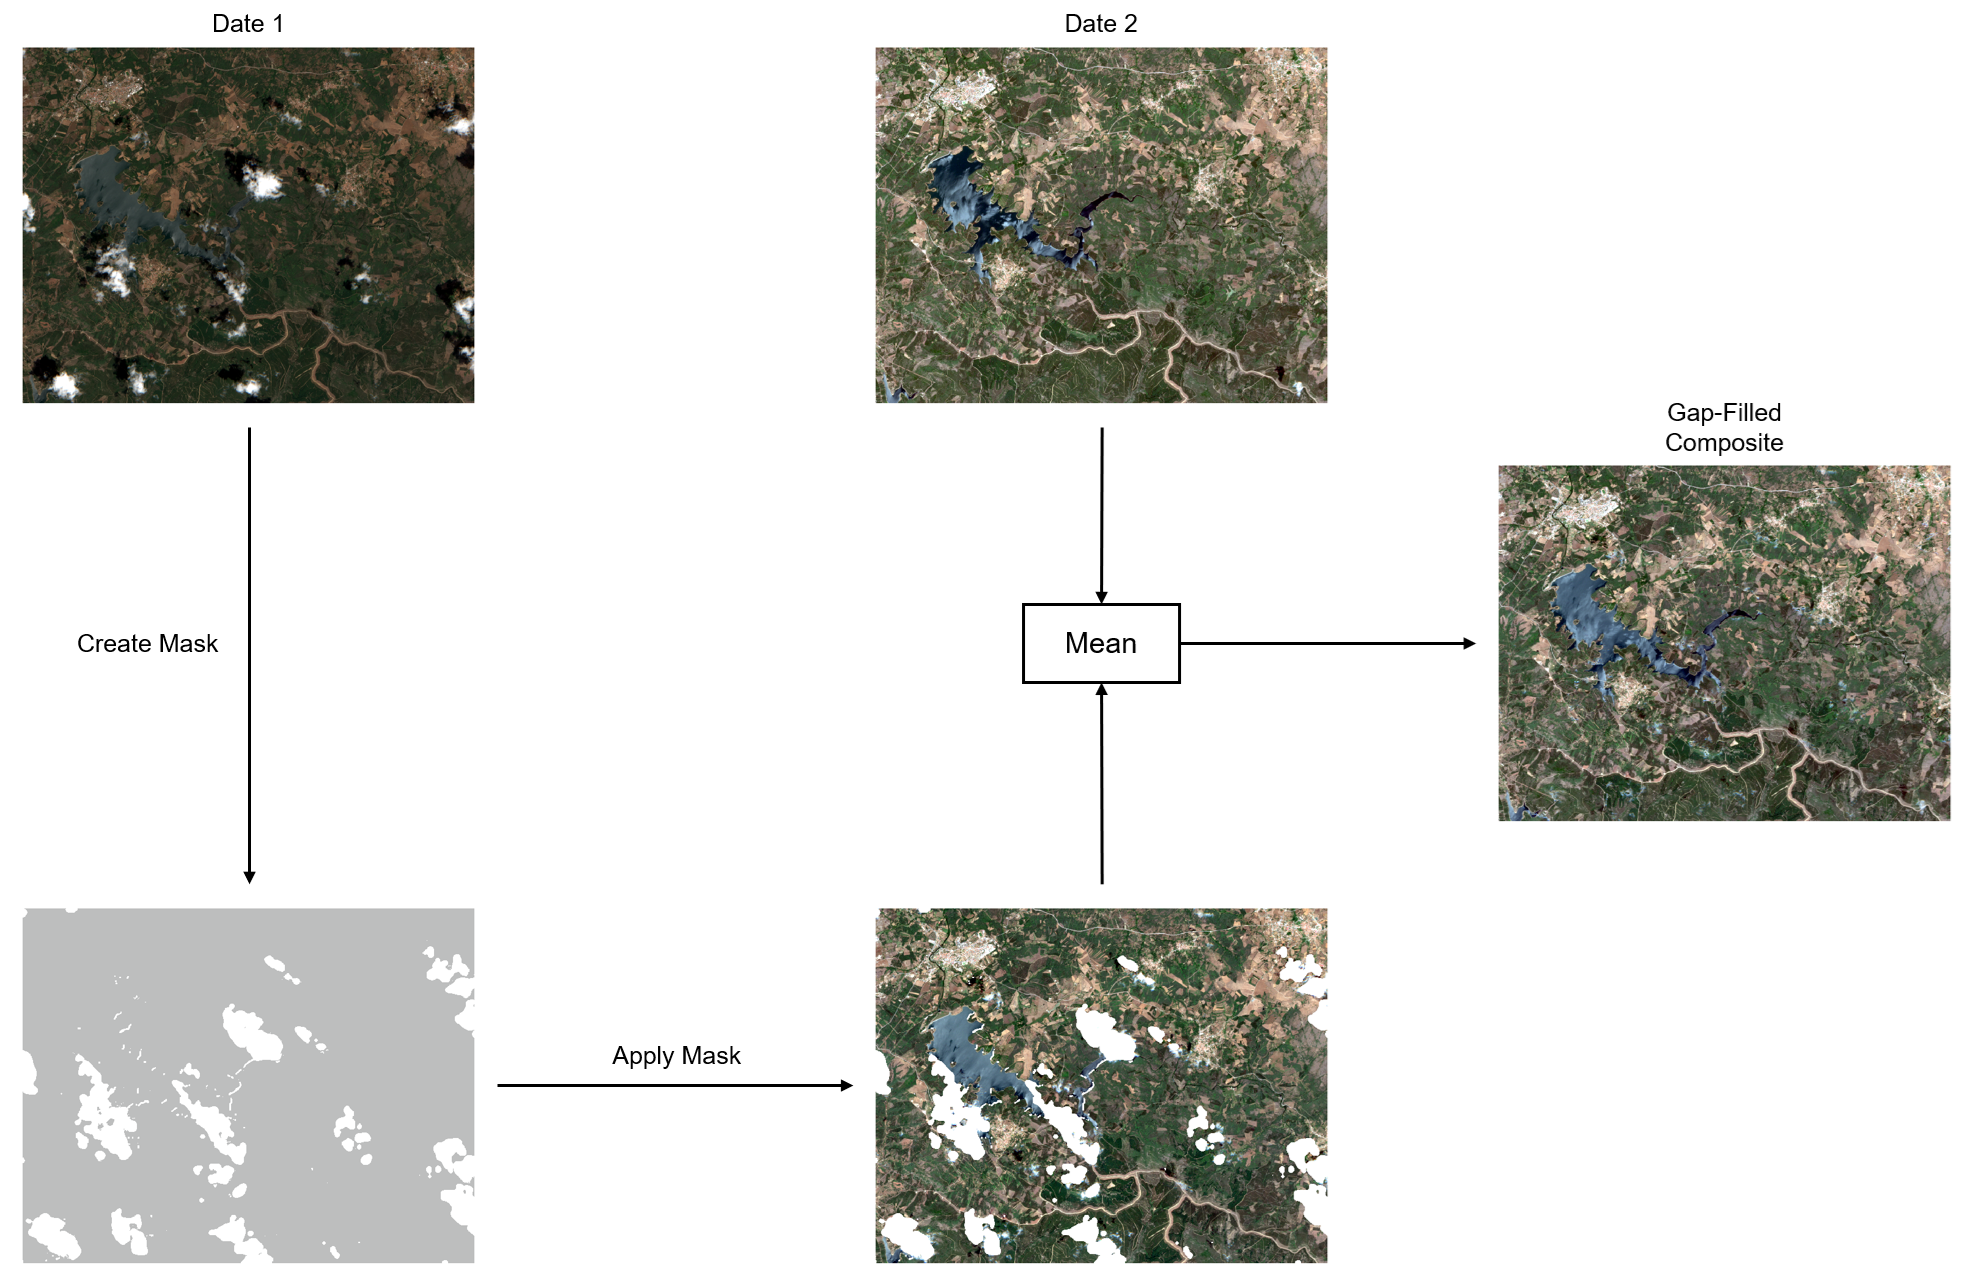 Date 1
Date 2
Gap-Filled
Composite
Create Mask
Mean
Apply Mask